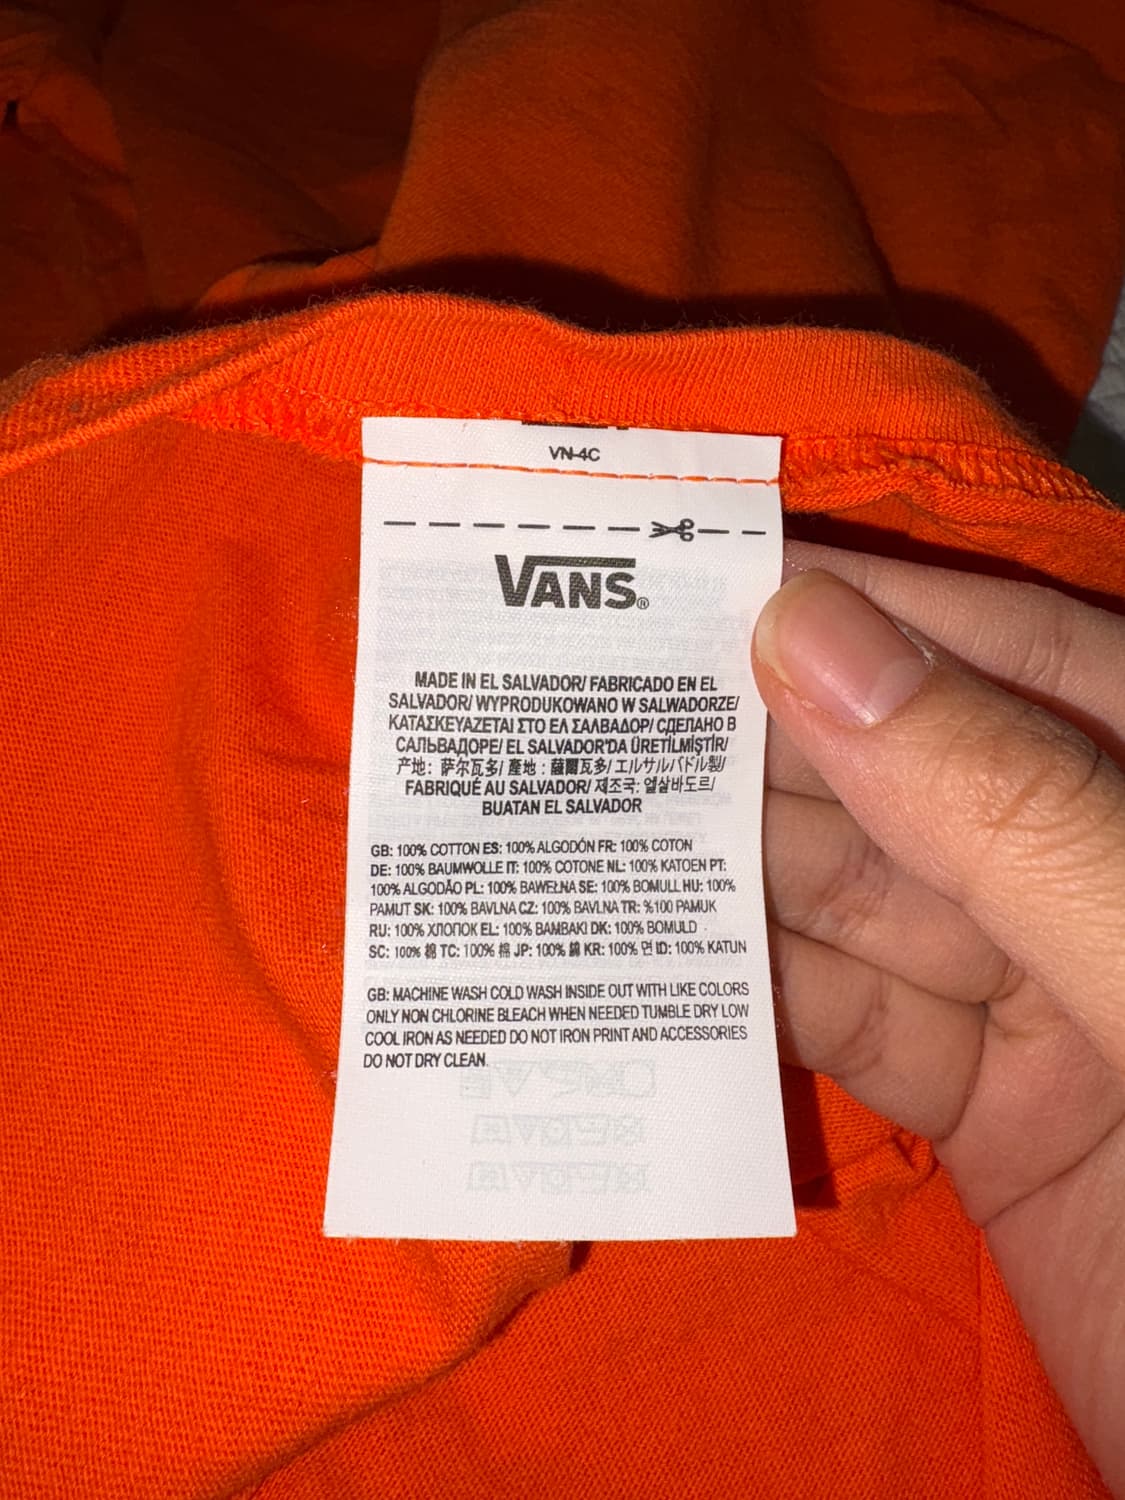 VN-4C
VANS®
MADE IN EL SALVADOR/ FABRICADO EN EL
SALVADOR/ WYPRODUKOWANO W SALWADORZE/
ΚΑΤΑΣΚΕΥΑΖΕΤΑΙ ΣΤΟ ΕΛ ΣΑΛΒΑΔΟΡ/ СДЕЛАНО В
САЛЬВАДОРЕ/ EL SALVADOR'DA ÜRETİLMİŞTİR/
产地: 萨尔瓦多/ 產地: 薩爾瓦多/ エルサルバドル製/
FABRIQUÉ AU SALVADOR/ 제조국: 엘살바도르/
BUATAN EL SALVADOR
GB: 100% COTTON ES: 100% ALGODÓN FR: 100% COTON
DE: 100% BAUMWOLLE IT: 100% COTONE NL: 100% KATOEN PT:
100% ALGODÃO PL: 100% BAWEŁNA SE: 100% BOMULL HU: 100%
PAMUT SK: 100% BAVLNA CZ: 100% BAVLNA TR: %100 PAMUK
RU: 100% ХЛОПОК EL: 100% ΒΑΜΒΑΚΙ DK: 100% BOMULD
SC: 100% 棉 TC: 100% 棉 JP: 100% 綿 KR: 100% 면 ID: 100% KATUN
GB: MACHINE WASH COLD WASH INSIDE OUT WITH LIKE COLORS
ONLY NON CHLORINE BLEACH WHEN NEEDED TUMBLE DRY LOW
COOL IRON AS NEEDED DO NOT IRON PRINT AND ACCESSORIES
DO NOT DRY CLEAN.